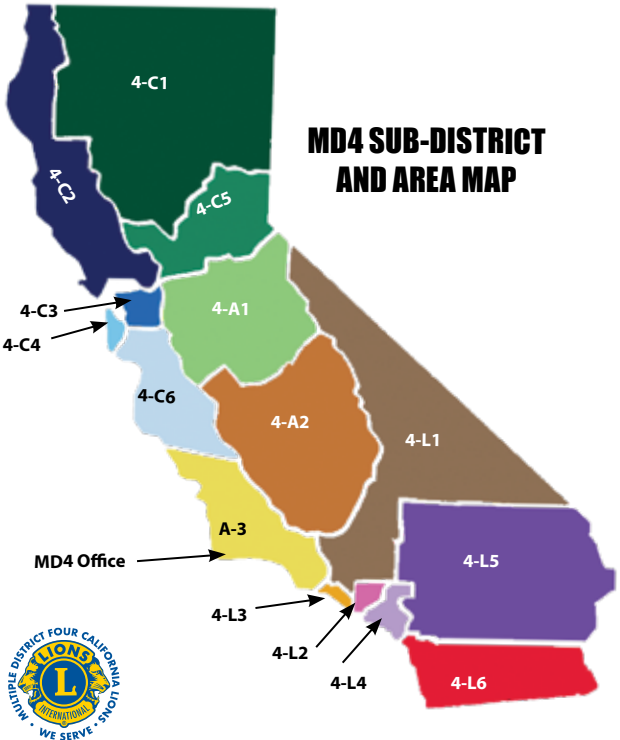 4-C1
MD4 SUB-DISTRICT
AND AREA MAP
4-C2
4-C5
4-C3
4-A1
4-C4
4-C6
4-A2
4-L1
A-3
MD4 Office
4-L5
4-L3
4-L2
4-L4
4-L6
MULTIPLE DISTRICT FOUR CALIFORNIA LIONS
LIONS
L
INTERNATIONAL
• WE SERVE •